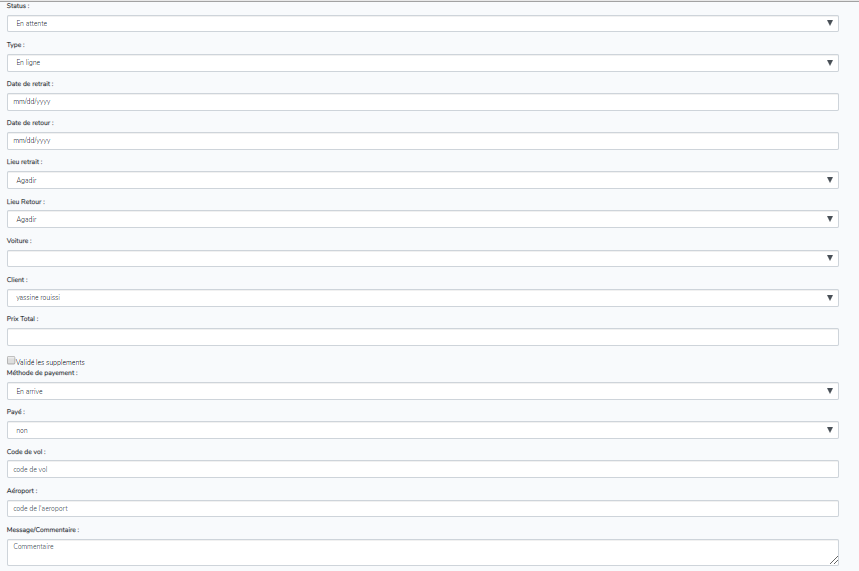 Status :
En attente
Type :
En ligne
Date de retrait :
mm/dd/yyyy
Date de retour :
mm/dd/yyyy
Lieu retrait :
Agadir
Lieu Retour :
Agadir
Voiture :
Client :
yassine rouissi
Prix Total :
Validé les supplements
Méthode de payement :
En arrive
Payé :
non
Code de vol :
code de vol
Aéroport :
code de l'aeroport
Message/Commentaire :
Commentaire